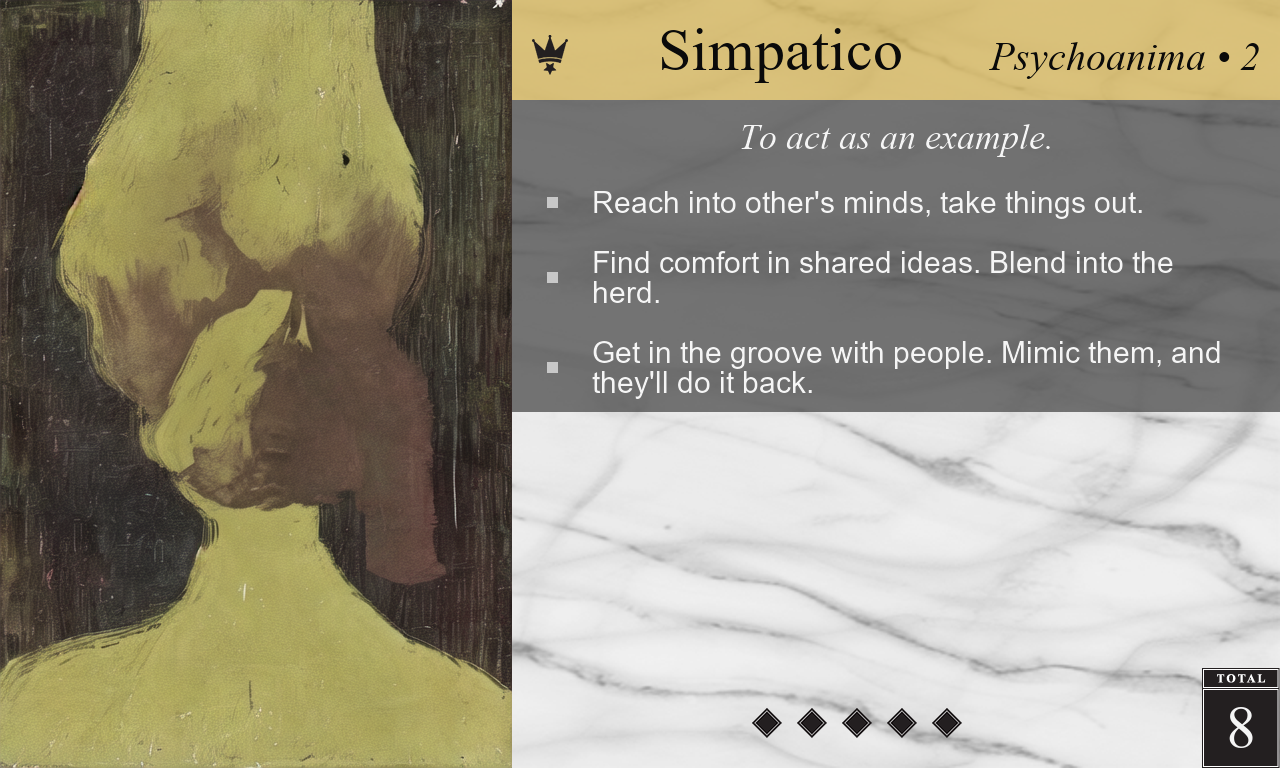 Simpatico
Psychoanima • 2
To act as an example.
Reach into other's minds, take things out.
Find comfort in shared ideas. Blend into the
herd.
Get in the groove with people. Mimic them, and
they'll do it back.
TOTAL
8